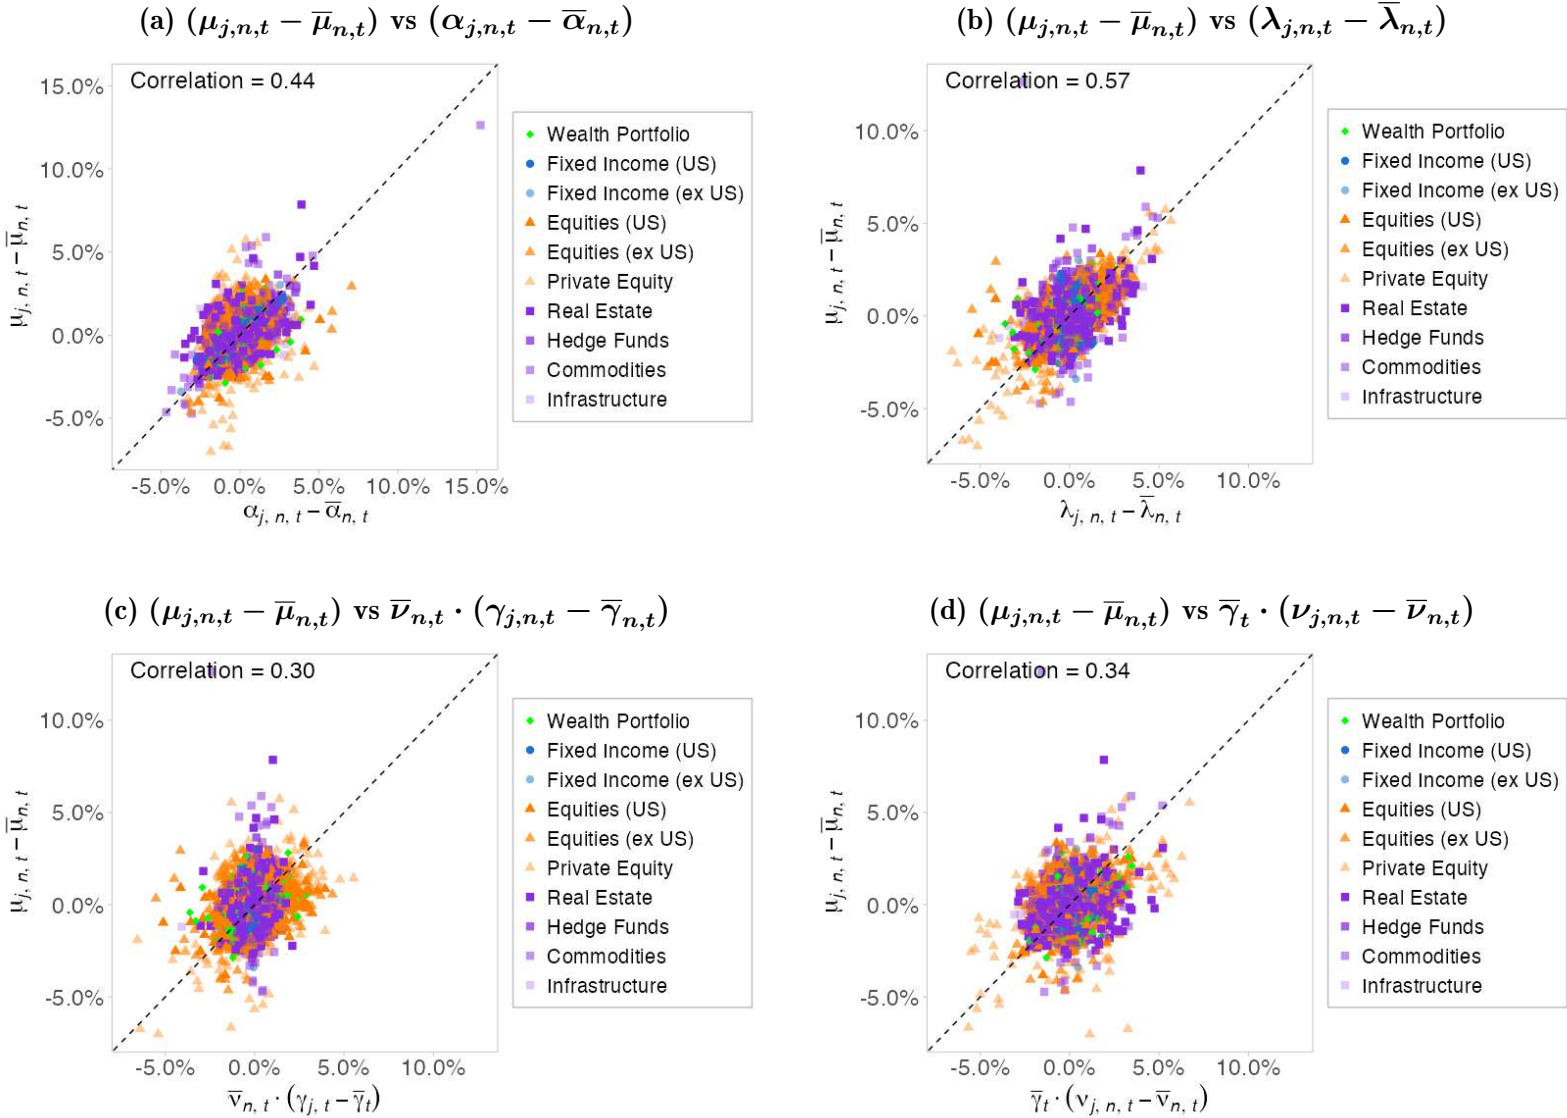 (a) (μj,n,t − μ̅n,t) vs (αj,n,t − α̅n,t)
Correlation = 0.44
15.0%
10.0%
5.0%
0.0%
-5.0%
μj, n, t − μ̅n, t
-5.0% 0.0% 5.0% 10.0% 15.0%
αj, n, t − α̅n, t
Wealth Portfolio
Fixed Income (US)
Fixed Income (ex US)
Equities (US)
Equities (ex US)
Private Equity
Real Estate
Hedge Funds
Commodities
Infrastructure
(b) (μj,n,t − μ̅n,t) vs (λj,n,t − λ̅n,t)
Correlation = 0.57
10.0%
5.0%
0.0%
-5.0%
μj, n, t − μ̅n, t
-5.0% 0.0% 5.0% 10.0%
λj, n, t − λ̅n, t
Wealth Portfolio
Fixed Income (US)
Fixed Income (ex US)
Equities (US)
Equities (ex US)
Private Equity
Real Estate
Hedge Funds
Commodities
Infrastructure
(c) (μj,n,t − μ̅n,t) vs ν̅n,t · (γj,n,t − γ̅n,t)
Correlation = 0.30
10.0%
5.0%
0.0%
-5.0%
μj, n, t − μ̅n, t
-5.0% 0.0% 5.0% 10.0%
ν̅n, t · (γj, t − γ̅t)
Wealth Portfolio
Fixed Income (US)
Fixed Income (ex US)
Equities (US)
Equities (ex US)
Private Equity
Real Estate
Hedge Funds
Commodities
Infrastructure
(d) (μj,n,t − μ̅n,t) vs γ̅t · (νj,n,t − ν̅n,t)
Correlation = 0.34
10.0%
5.0%
0.0%
-5.0%
μj, n, t − μ̅n, t
-5.0% 0.0% 5.0% 10.0%
γ̅t · (νj, n, t − ν̅n, t)
Wealth Portfolio
Fixed Income (US)
Fixed Income (ex US)
Equities (US)
Equities (ex US)
Private Equity
Real Estate
Hedge Funds
Commodities
Infrastructure